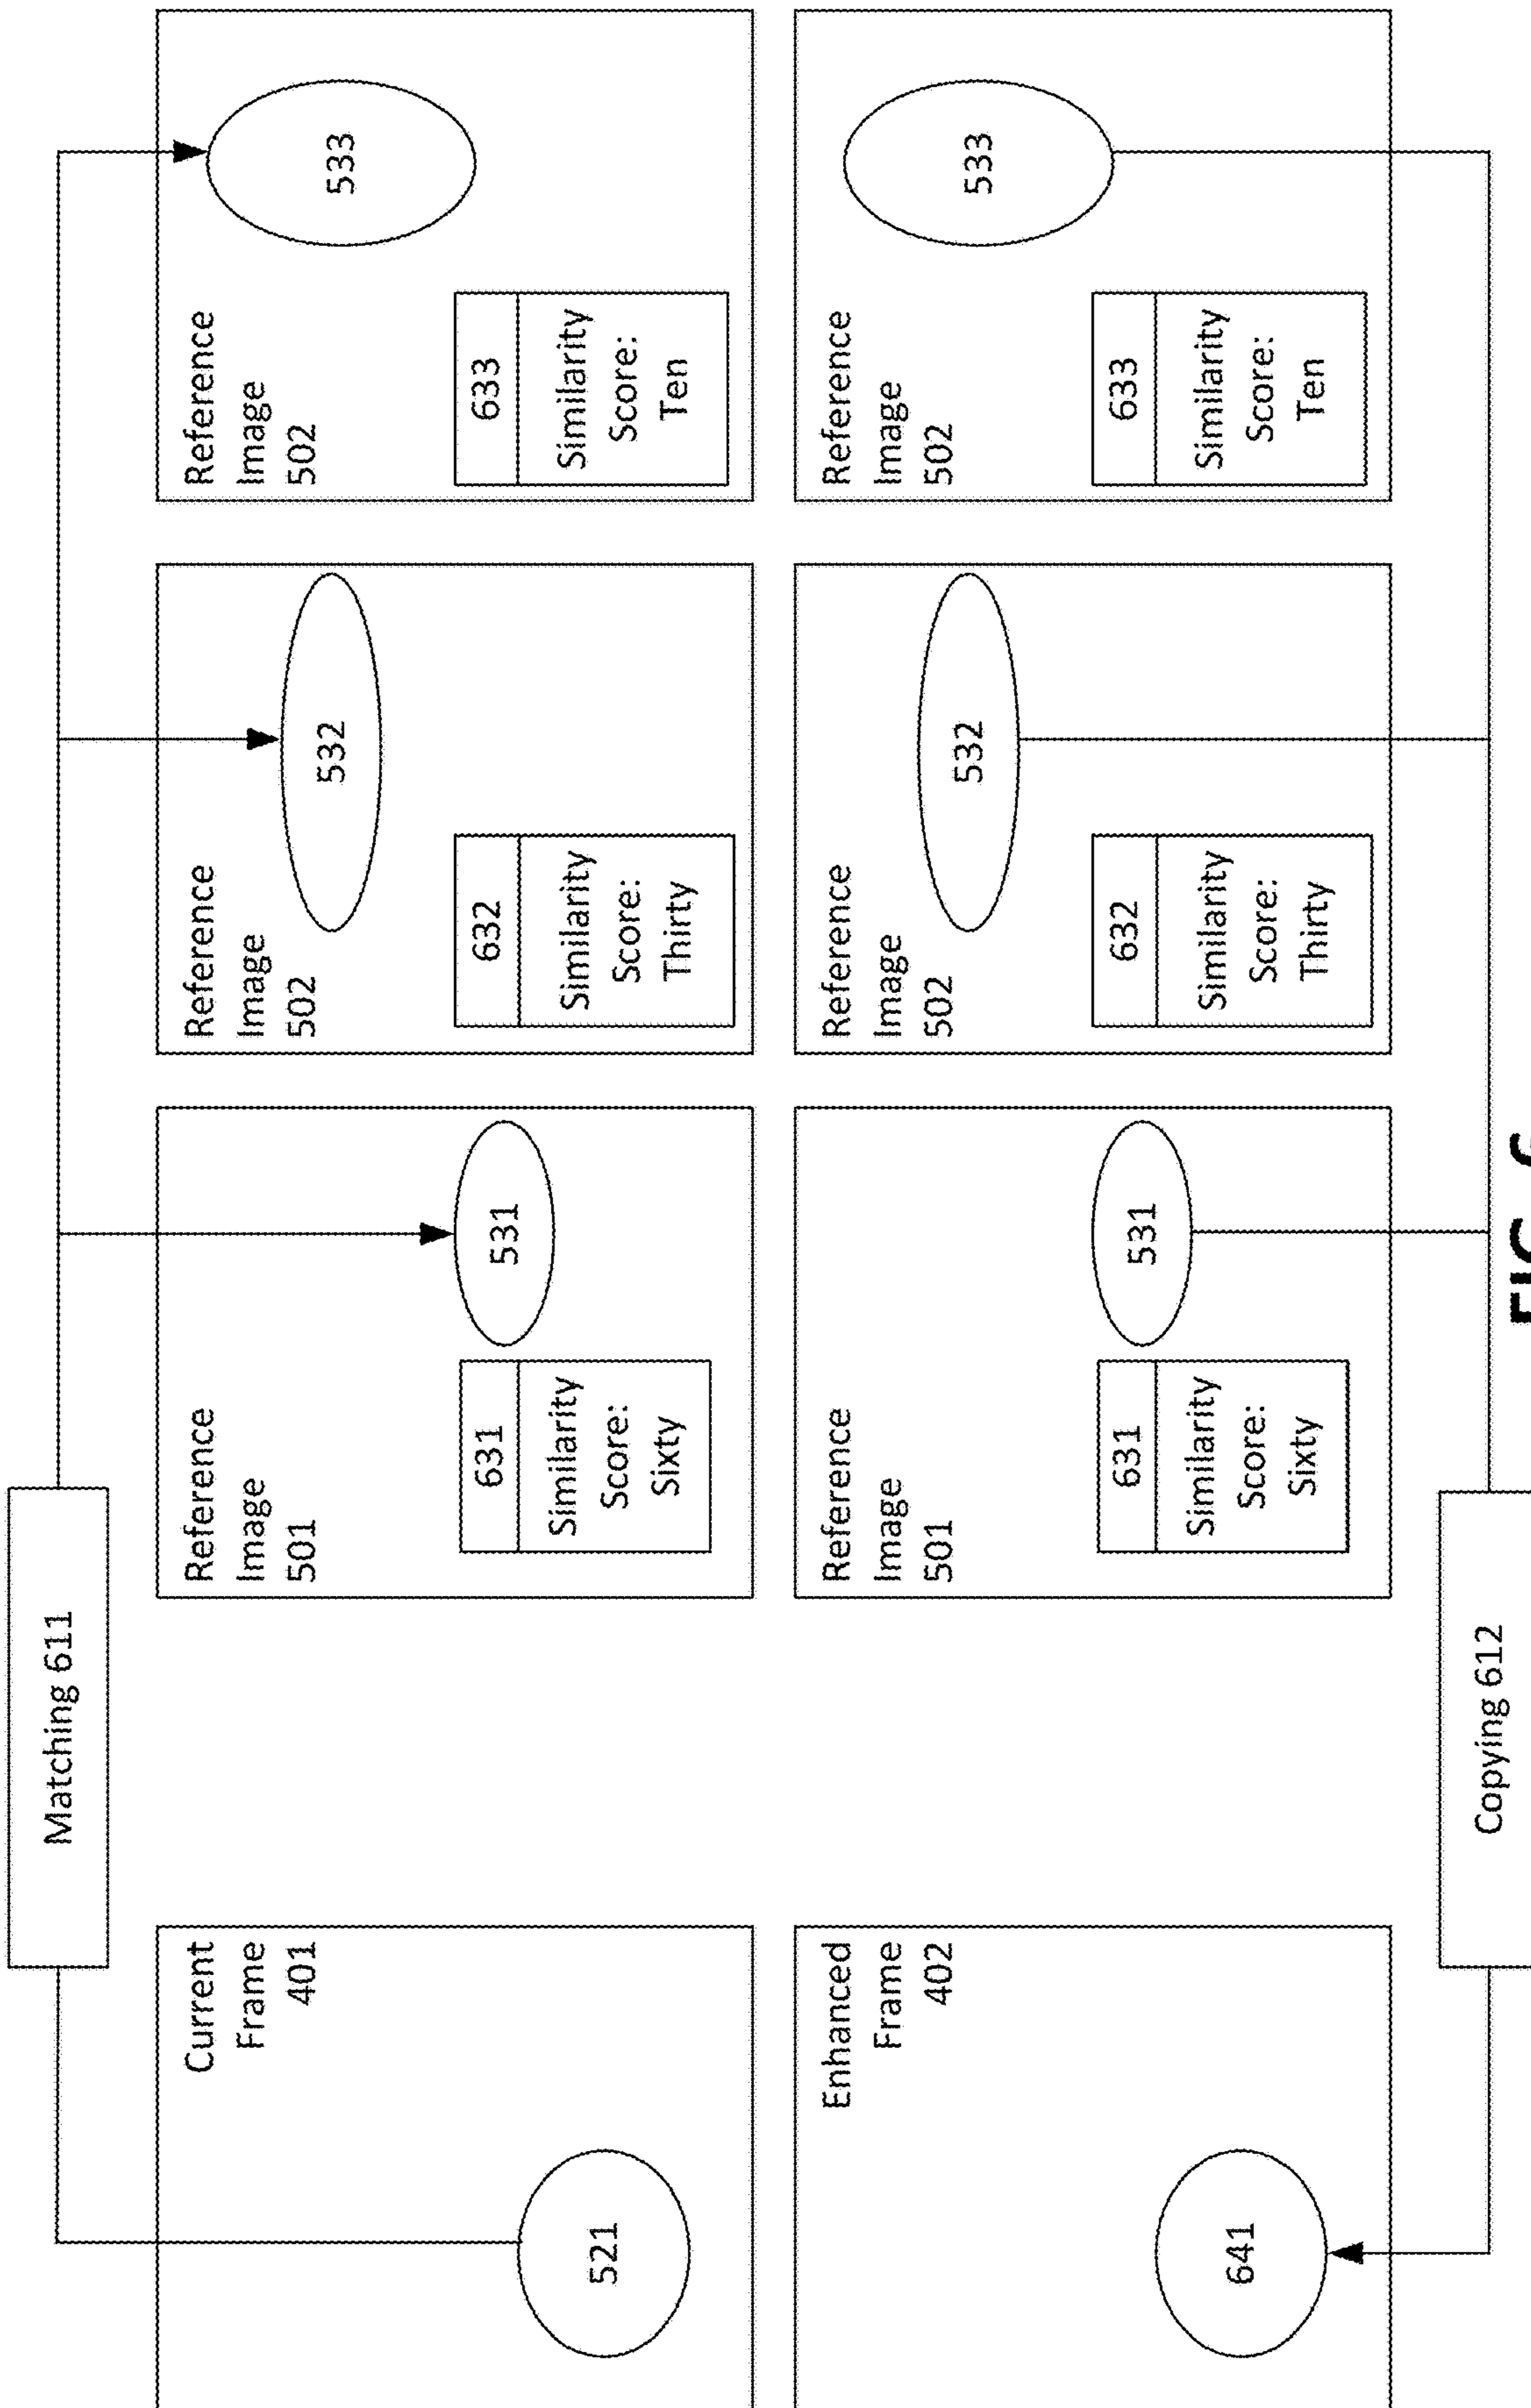 Matching 611
Current
Frame
401
521
Reference
Image
501
531
631
Similarity
Score:
Sixty
Reference
Image
502
532
632
Similarity
Score:
Thirty
Reference
Image
502
533
633
Similarity
Score:
Ten
Enhanced
Frame
402
641
Reference
Image
501
531
631
Similarity
Score:
Sixty
Reference
Image
502
532
632
Similarity
Score:
Thirty
Reference
Image
502
533
633
Similarity
Score:
Ten
Copying 612
FIG.